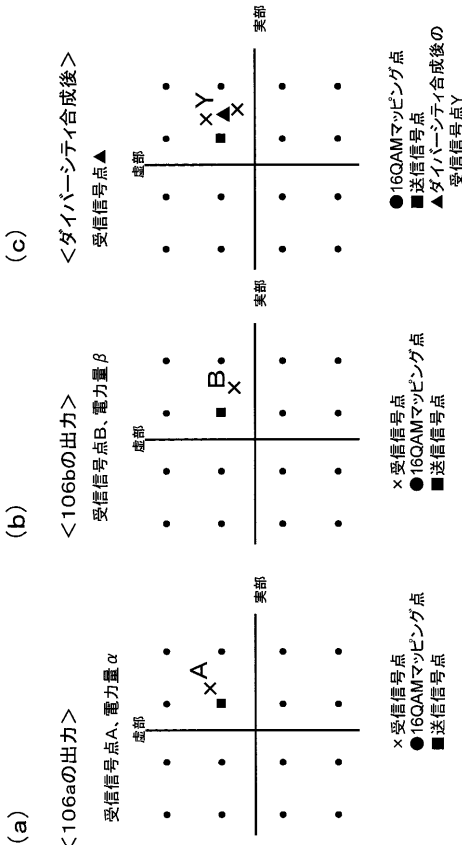 (a)
<106aの出力>
受信信号点A、電力量α
虚部
A
実部
×受信信号点
●16QAMマッピング点
■送信信号点
(b)
<106bの出力>
受信信号点B、電力量β
虚部
B
実部
×受信信号点
●16QAMマッピング点
■送信信号点
(c)
<ダイバーシティ合成後>
受信信号点▲
虚部
Y
実部
●16QAMマッピング点
■送信信号点
▲ダイバーシティ合成後の
受信信号点Y